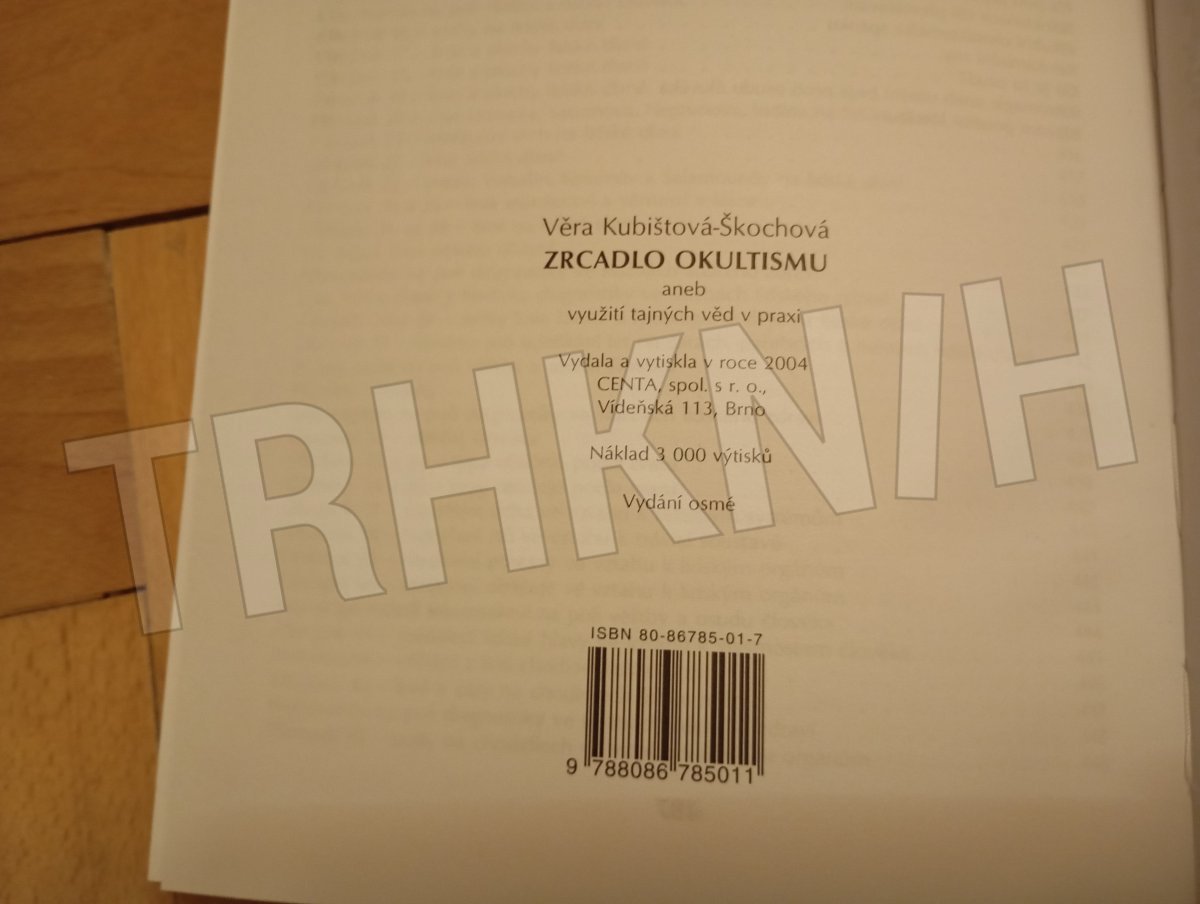 Věra Kubištová-Škochová
ZRCADLO OKULTISMU
aneb
využití tajných věd v praxi
Vydala a vytiskla v roce 2004
CENTA, spol. s r. o.,
Vídeňská 113, Brno
Náklad 3 000 výtisků
Vydání osmé
TRHKNIH
ISBN 80-86785-01-7
9 788086 785011